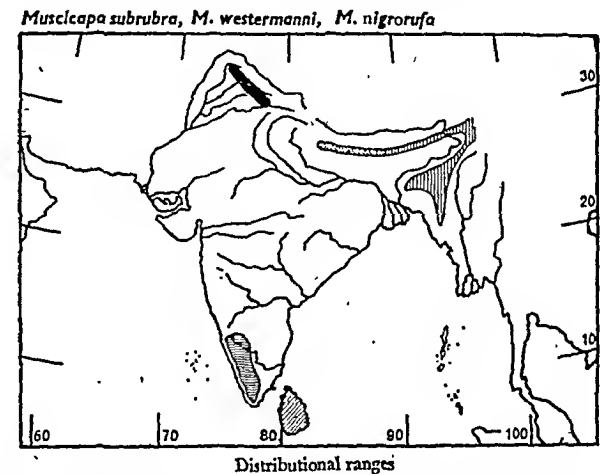 Muscicapa subrubra, M. westermanni, M. nigrorufa
30
20
10
60 70 80 90 100
Distributional ranges